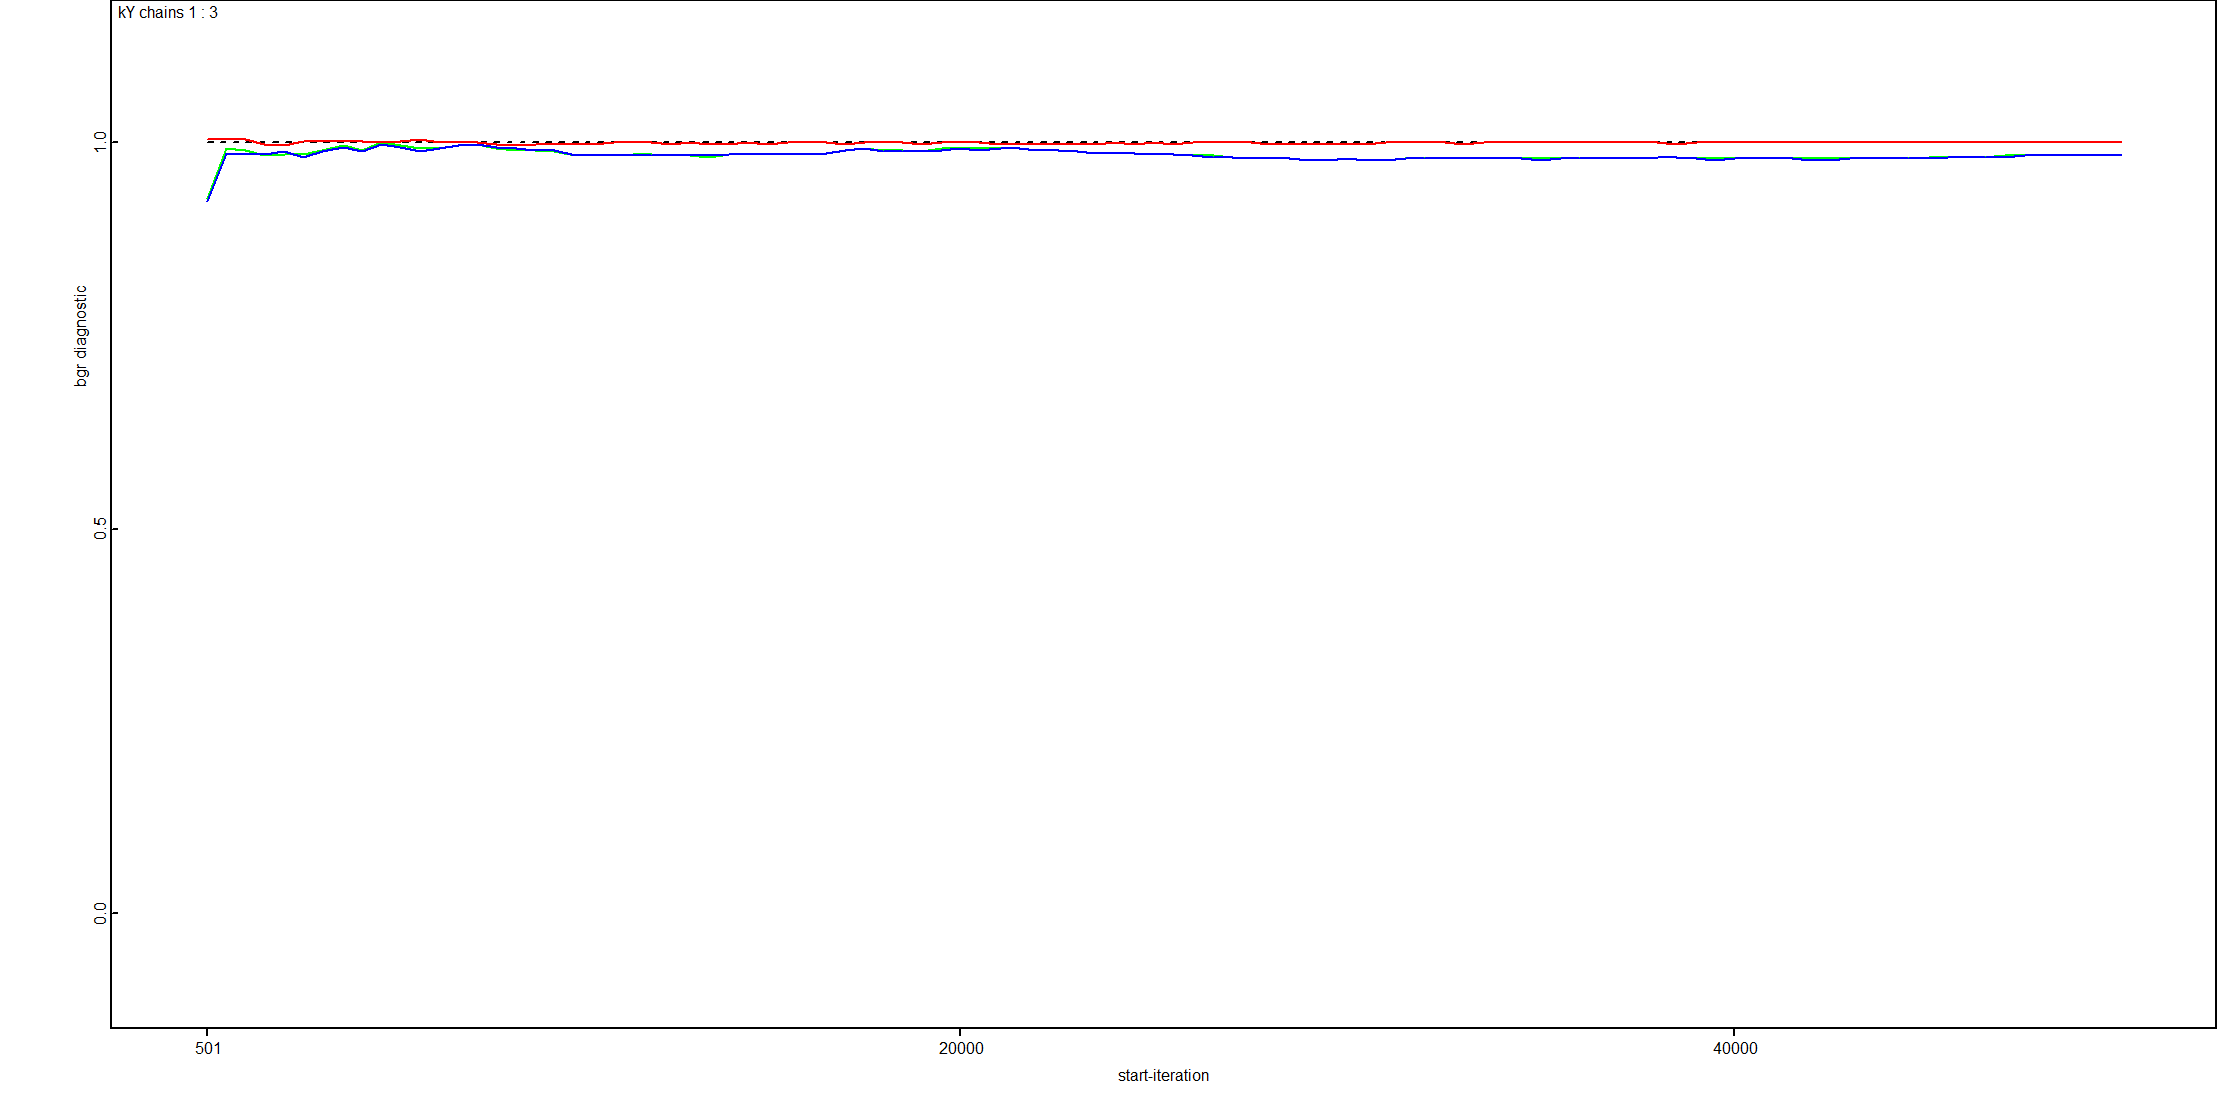 kY chains 1 : 3
bgr diagnostic
1.0
0.5
0.0
501
20000
40000
start-iteration